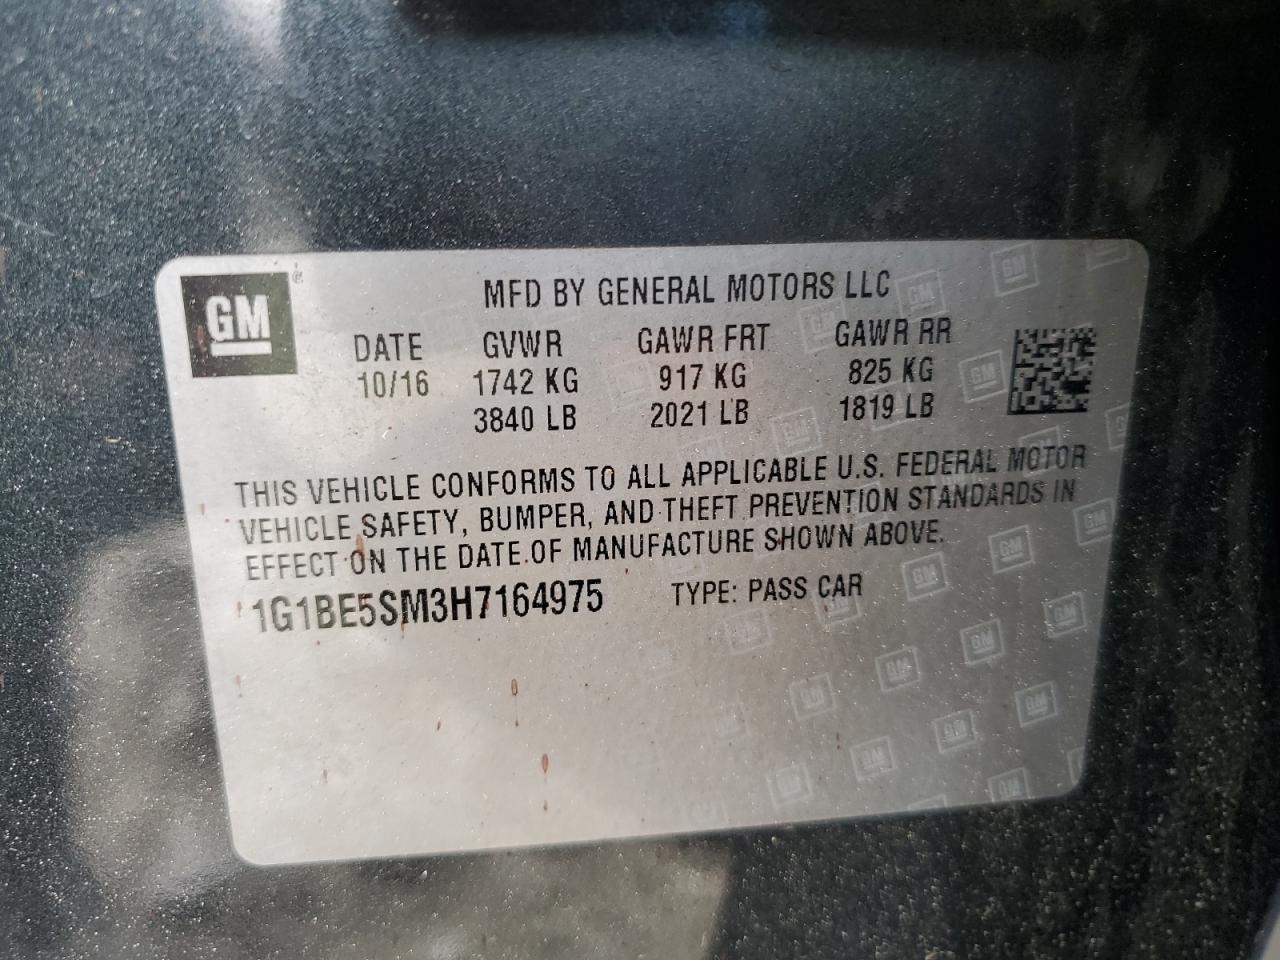 GM ®
MFD BY GENERAL MOTORS LLC
DATE GVWR GAWR FRT GAWR RR
10/16 1742 KG 917 KG 825 KG
3840 LB 2021 LB 1819 LB
THIS VEHICLE CONFORMS TO ALL APPLICABLE U.S. FEDERAL MOTOR
VEHICLE SAFETY, BUMPER, AND THEFT PREVENTION STANDARDS IN
EFFECT ON THE DATE OF MANUFACTURE SHOWN ABOVE.
1G1BE5SM3H7164975 TYPE: PASS CAR